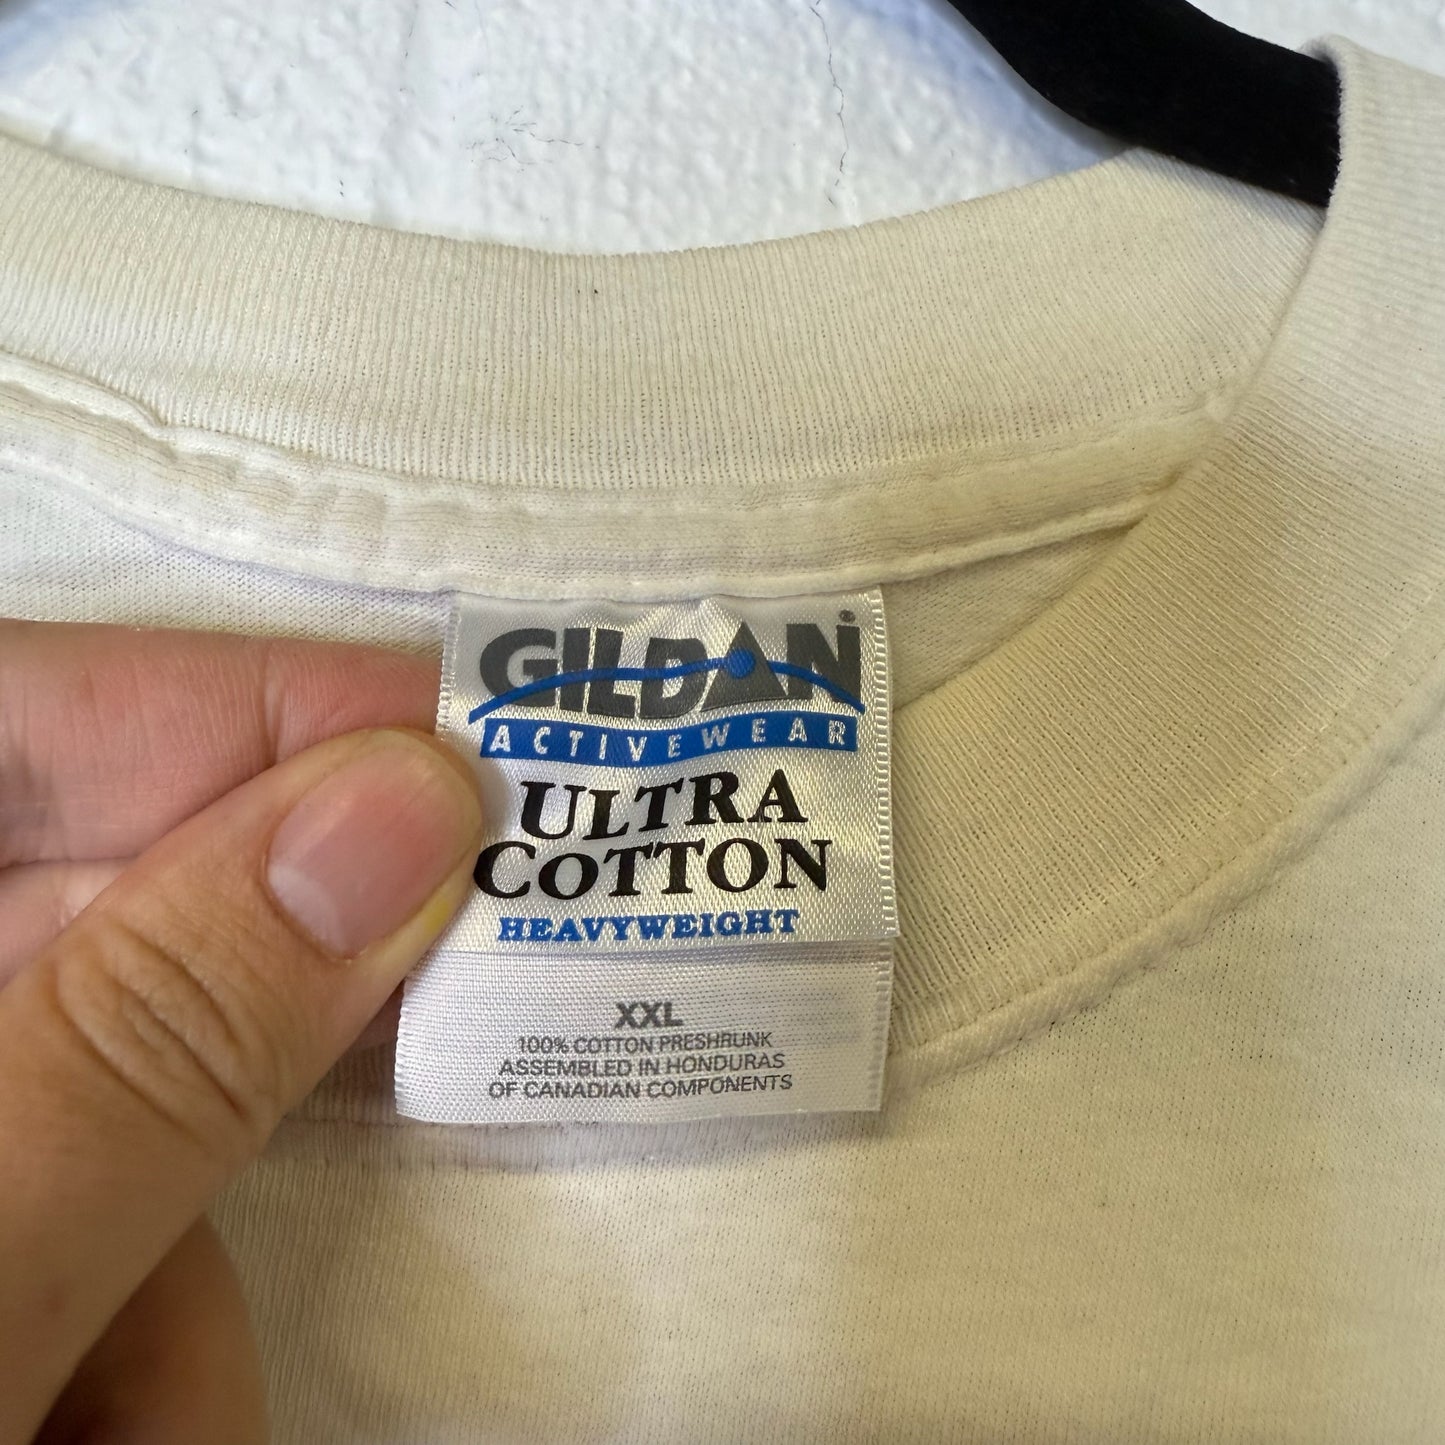 GILDAN®
ACTIVEWEAR
ULTRA
COTTON
HEAVYWEIGHT
XXL
100% COTTON PRESHRUNK
ASSEMBLED IN HONDURAS
OF CANADIAN COMPONENTS